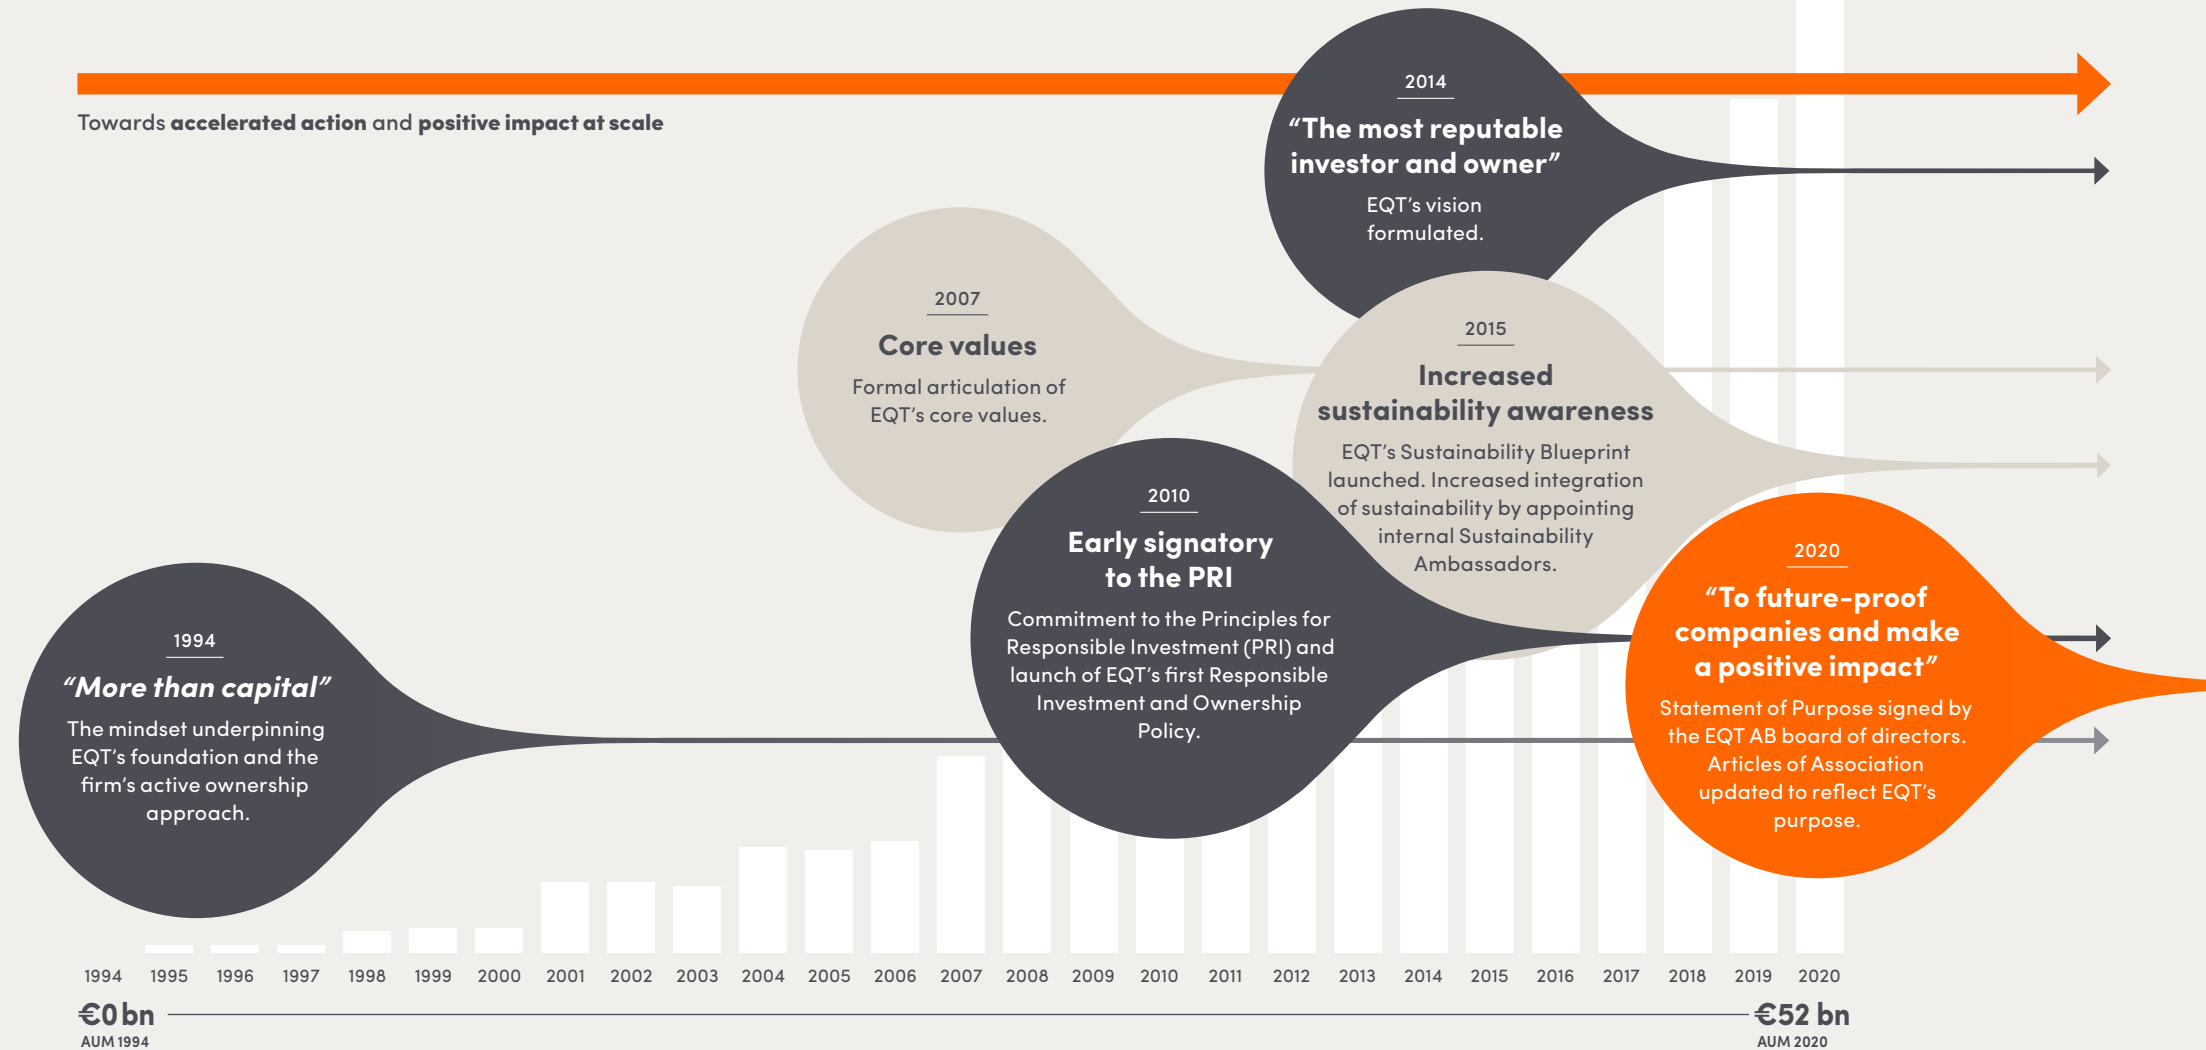 Towards accelerated action and positive impact at scale
2014
“The most reputable
investor and owner”
EQT’s vision
formulated.
2007
Core values
Formal articulation of
EQT’s core values.
2015
Increased
sustainability awareness
EQT’s Sustainability Blueprint
launched. Increased integration
of sustainability by appointing
internal Sustainability
Ambassadors.
2010
Early signatory
to the PRI
Commitment to the Principles for
Responsible Investment (PRI) and
launch of EQT’s first Responsible
Investment and Ownership
Policy.
2020
“To future-proof
companies and make
a positive impact”
Statement of Purpose signed by
the EQT AB board of directors.
Articles of Association
updated to reflect EQT’s
purpose.
1994
“More than capital”
The mindset underpinning
EQT’s foundation and the
firm’s active ownership
approach.
1994 1995 1996 1997 1998 1999 2000 2001 2002 2003 2004 2005 2006 2007 2008 2009 2010 2011 2012 2013 2014 2015 2016 2017 2018 2019 2020
€0 bn €52 bn
AUM 1994 AUM 2020